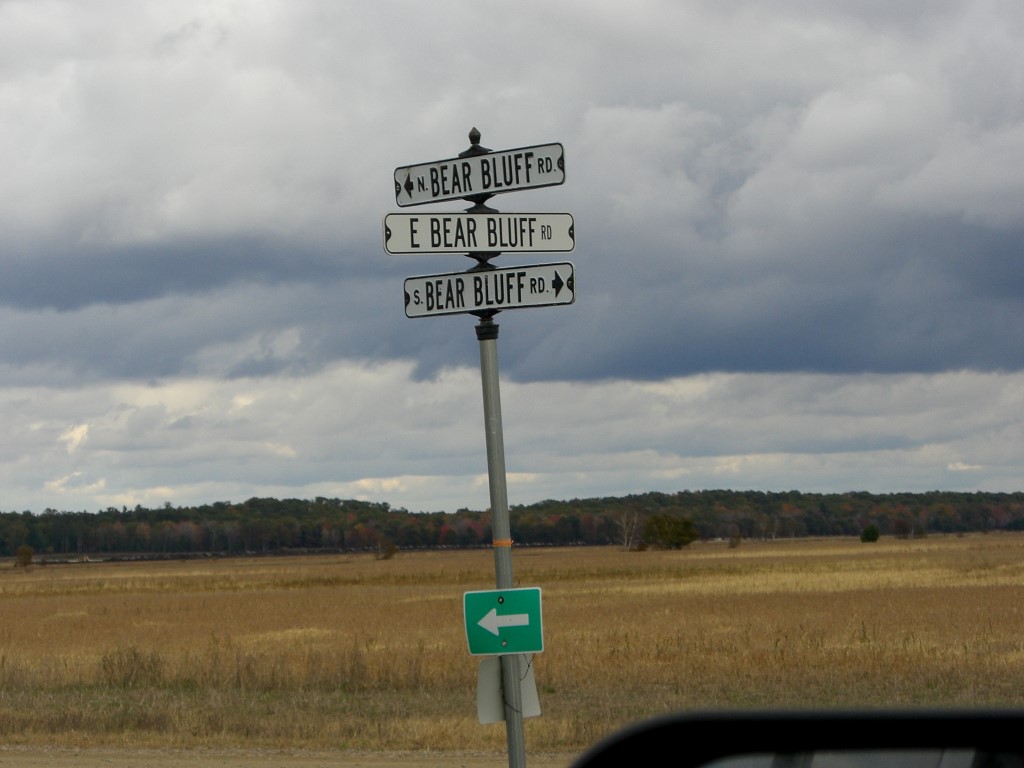 N. BEAR BLUFF RD.
E BEAR BLUFF RD
S. BEAR BLUFF RD.